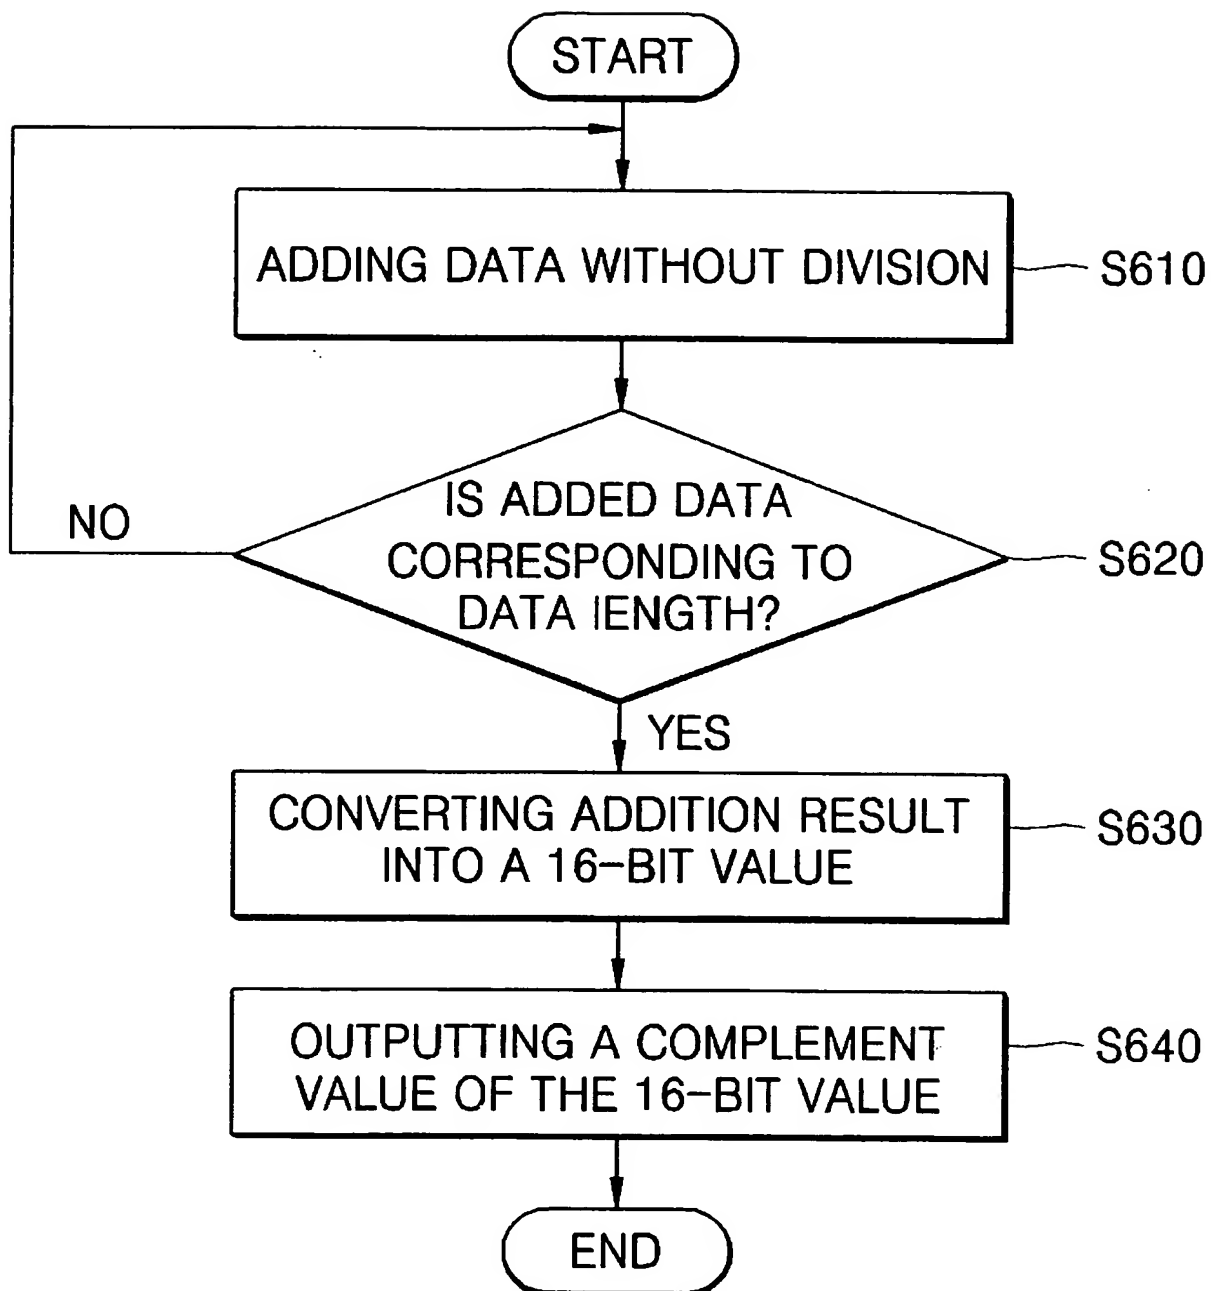 START
ADDING DATA WITHOUT DIVISION
S610
IS ADDED DATA
CORRESPONDING TO
DATA lENGTH?
S620
NO
YES
CONVERTING ADDITION RESULT
INTO A 16-BIT VALUE
S630
OUTPUTTING A COMPLEMENT
VALUE OF THE 16-BIT VALUE
S640
END